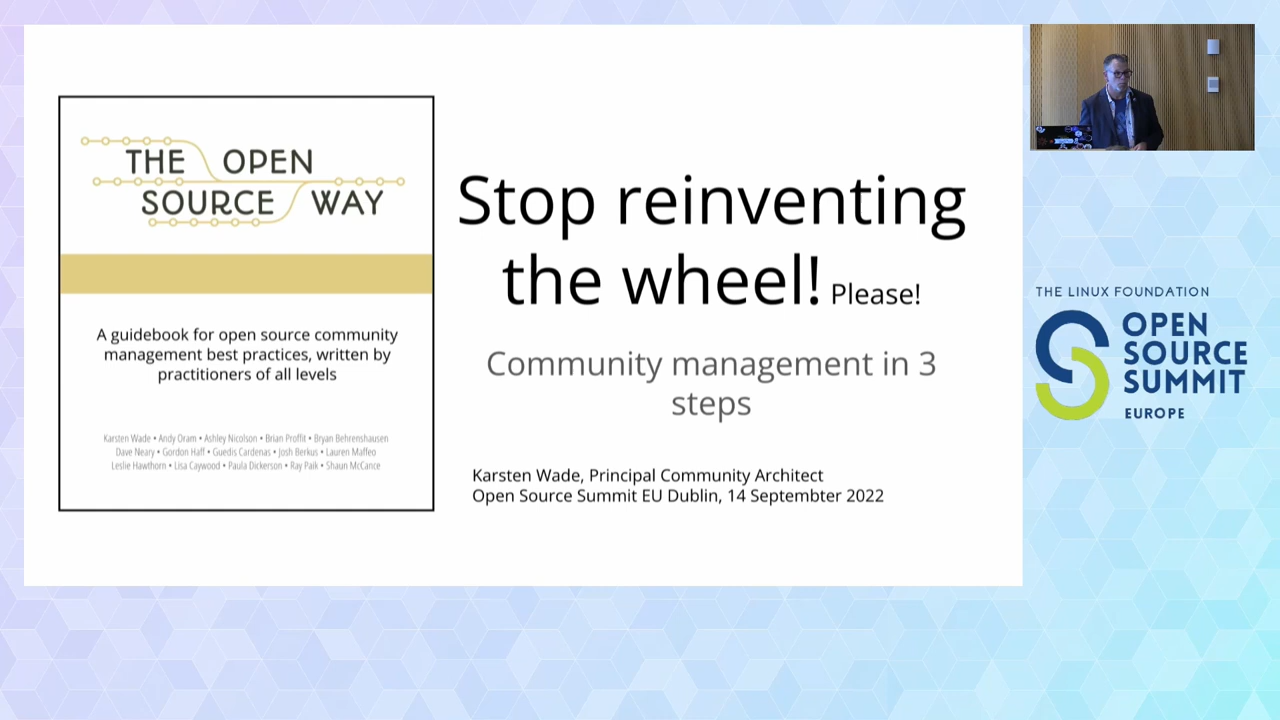 THE OPEN
SOURCE WAY
A guidebook for open source community
management best practices, written by
practitioners of all levels
Karsten Wade • Andy Oram • Ashley Nicolson • Brian Proffit • Bryan Behrenshausen
Dave Neary • Gordon Haff • Guedis Cardenas • Josh Berkus • Lauren Maffeo
Leslie Hawthorn • Lisa Caywood • Paula Dickerson • Ray Paik • Shaun McCance
Stop reinventing
the wheel! Please!
Community management in 3
steps
Karsten Wade, Principal Community Architect
Open Source Summit EU Dublin, 14 Septembter 2022
THE LINUX FOUNDATION
OPEN
SOURCE
SUMMIT
EUROPE